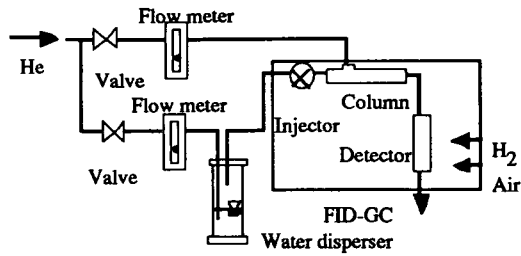 Flow meter
He
Valve
Flow meter
Column
Injector
Detector
H2
Air
Valve
FID-GC
Water disperser